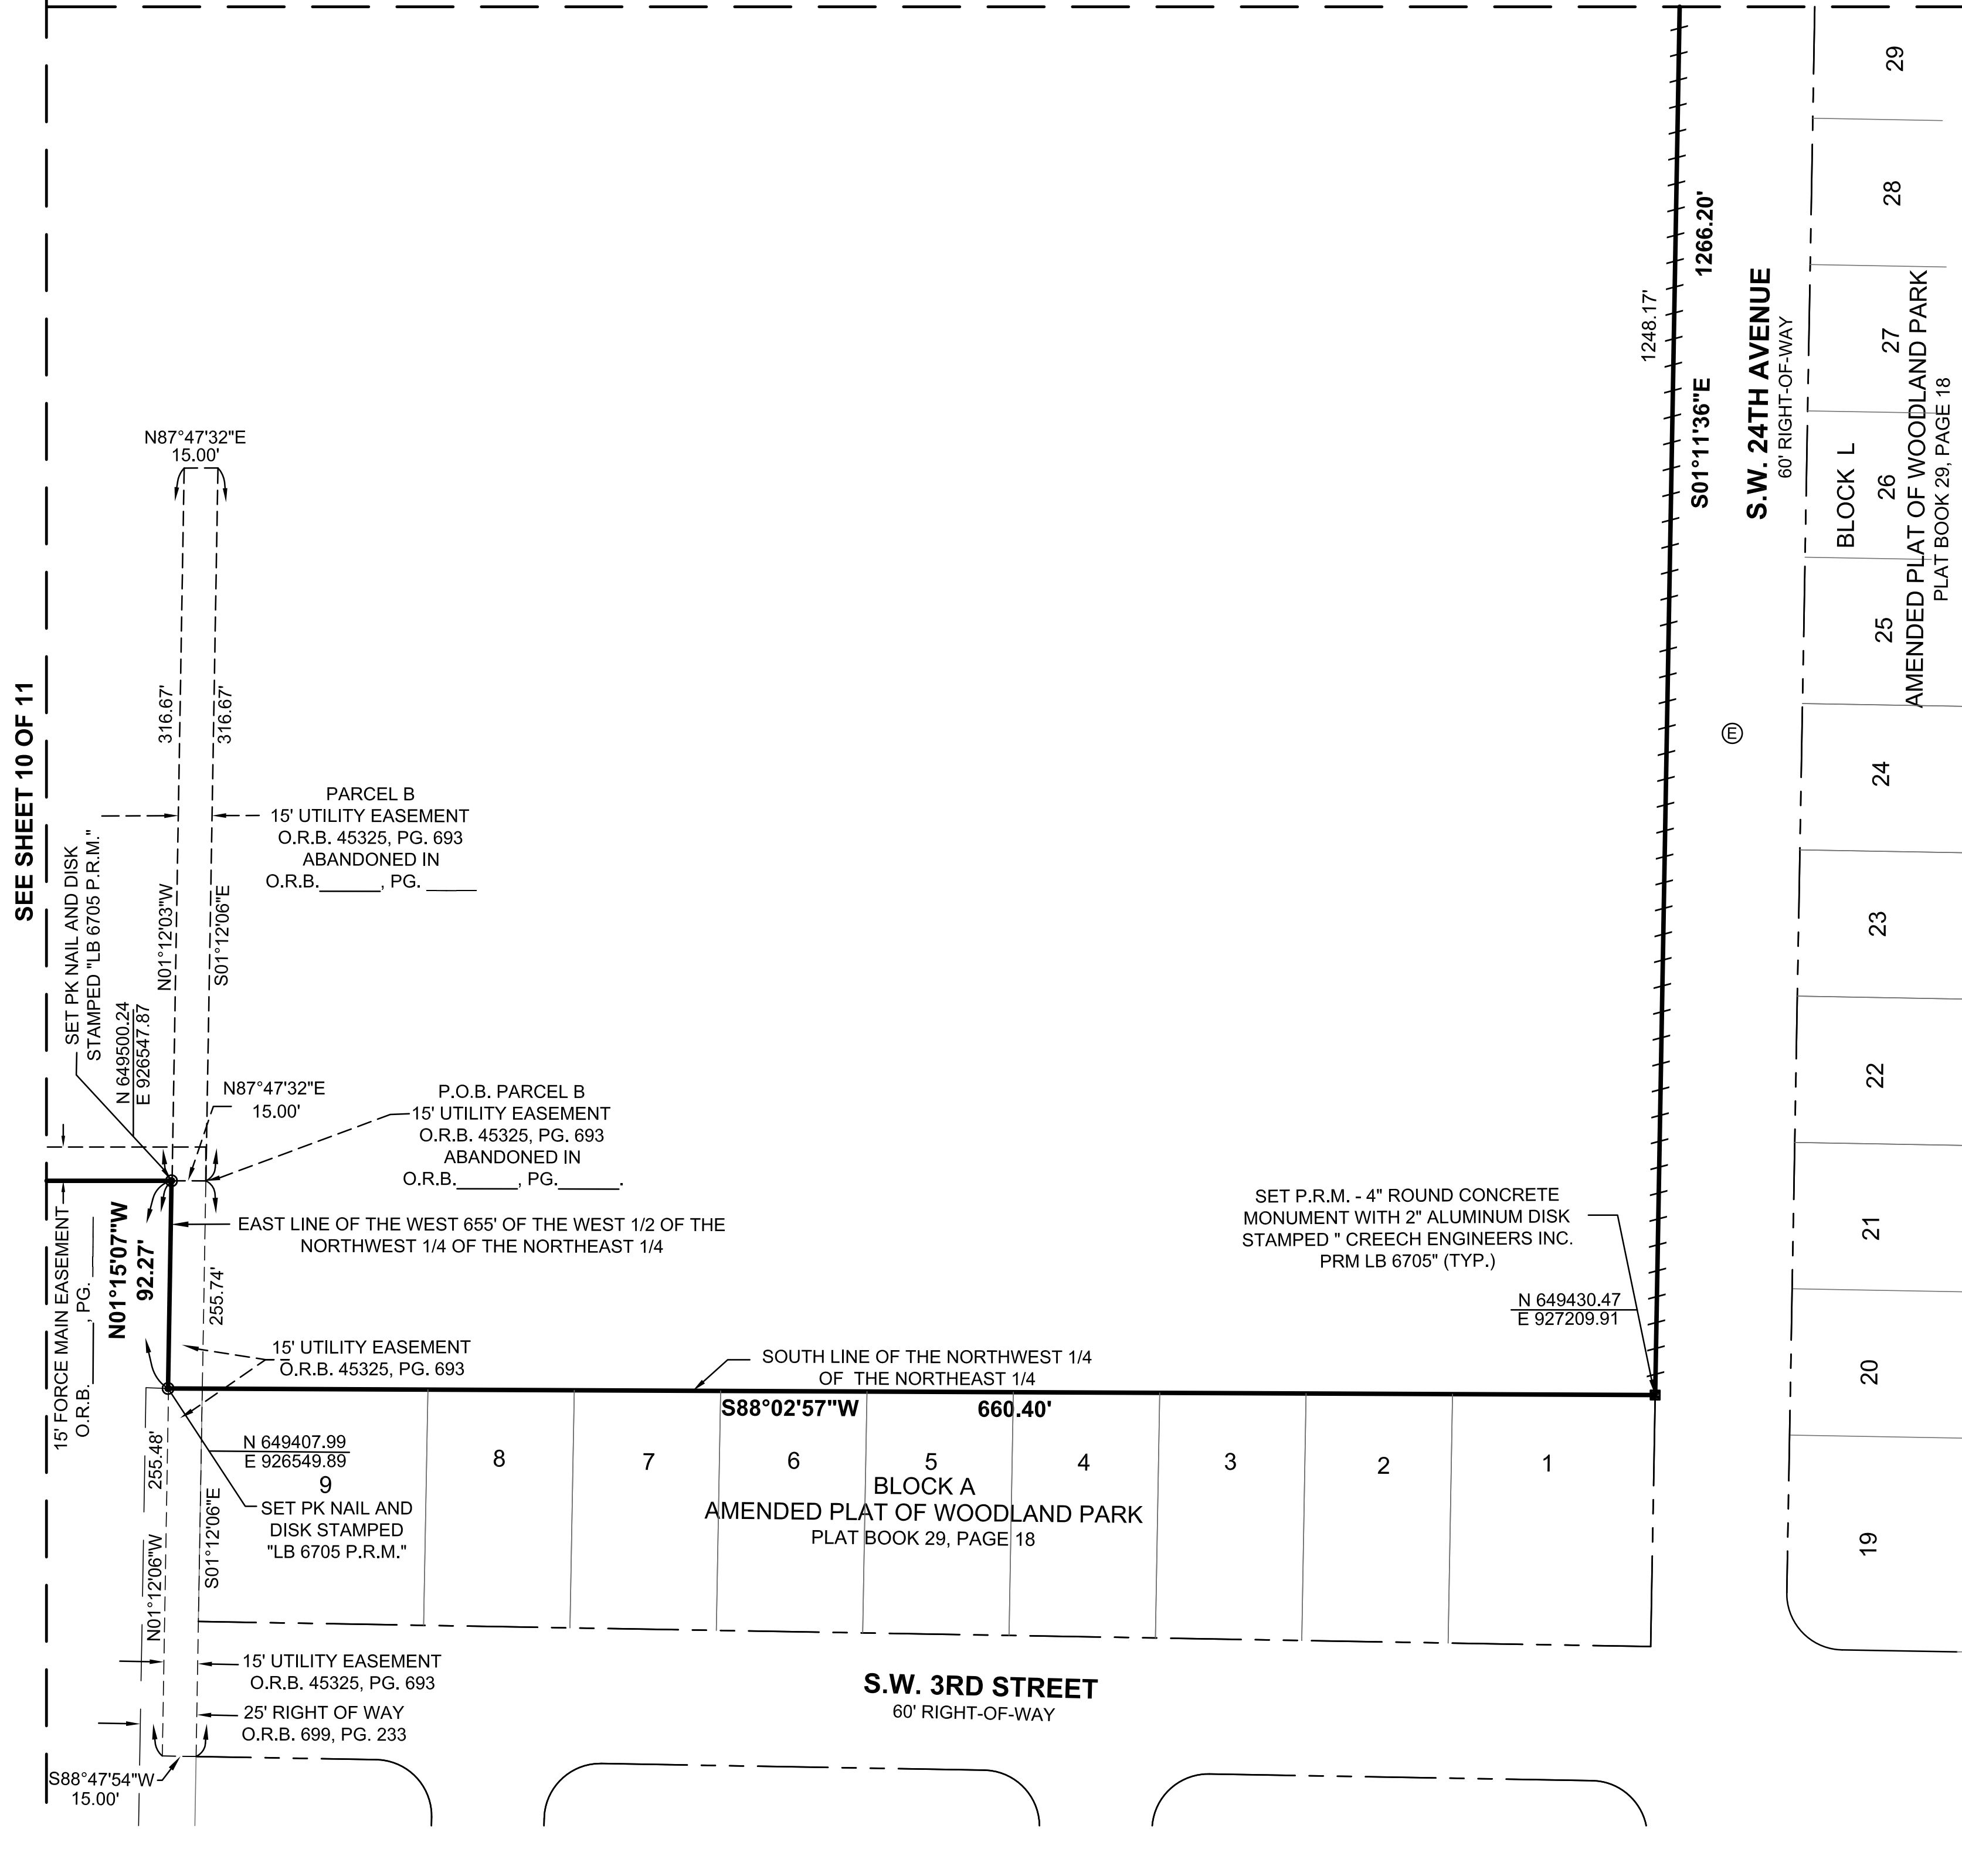 29
28
27
26
25
24
23
22
21
20
19
BLOCK L
AMENDED PLAT OF WOODLAND PARK
PLAT BOOK 29, PAGE 18
S.W. 24TH AVENUE
60' RIGHT-OF-WAY
1266.20'
S01°11'36"E
1248.17'
E
SEE SHEET 10 OF 11
N87°47'32"E
15.00'
316.67'
316.67'
N01°12'03"W
S01°12'06"E
PARCEL B
15' UTILITY EASEMENT
O.R.B. 45325, PG. 693
ABANDONED IN
O.R.B.______, PG. _____
SET PK NAIL AND DISK
STAMPED "LB 6705 P.R.M."
N 649500.24
E 926547.87
N87°47'32"E
15.00'
P.O.B. PARCEL B
15' UTILITY EASEMENT
O.R.B. 45325, PG. 693
ABANDONED IN
O.R.B.______, PG.______.
15' FORCE MAIN EASEMENT
O.R.B.______, PG. ______
N01°15'07"W
92.27'
EAST LINE OF THE WEST 655' OF THE WEST 1/2 OF THE
NORTHWEST 1/4 OF THE NORTHEAST 1/4
255.74'
15' UTILITY EASEMENT
O.R.B. 45325, PG. 693
SET P.R.M. - 4" ROUND CONCRETE
MONUMENT WITH 2" ALUMINUM DISK
STAMPED " CREECH ENGINEERS INC.
PRM LB 6705" (TYP.)
N 649430.47
E 927209.91
SOUTH LINE OF THE NORTHWEST 1/4
OF THE NORTHEAST 1/4
S88°02'57"W
660.40'
N 649407.99
E 926549.89
9
8
7
6
5
4
3
2
1
BLOCK A
AMENDED PLAT OF WOODLAND PARK
PLAT BOOK 29, PAGE 18
SET PK NAIL AND
DISK STAMPED
"LB 6705 P.R.M."
255.48'
N01°12'06"W
S01°12'06"E
15' UTILITY EASEMENT
O.R.B. 45325, PG. 693
25' RIGHT OF WAY
O.R.B. 699, PG. 233
S.W. 3RD STREET
60' RIGHT-OF-WAY
S88°47'54"W
15.00'